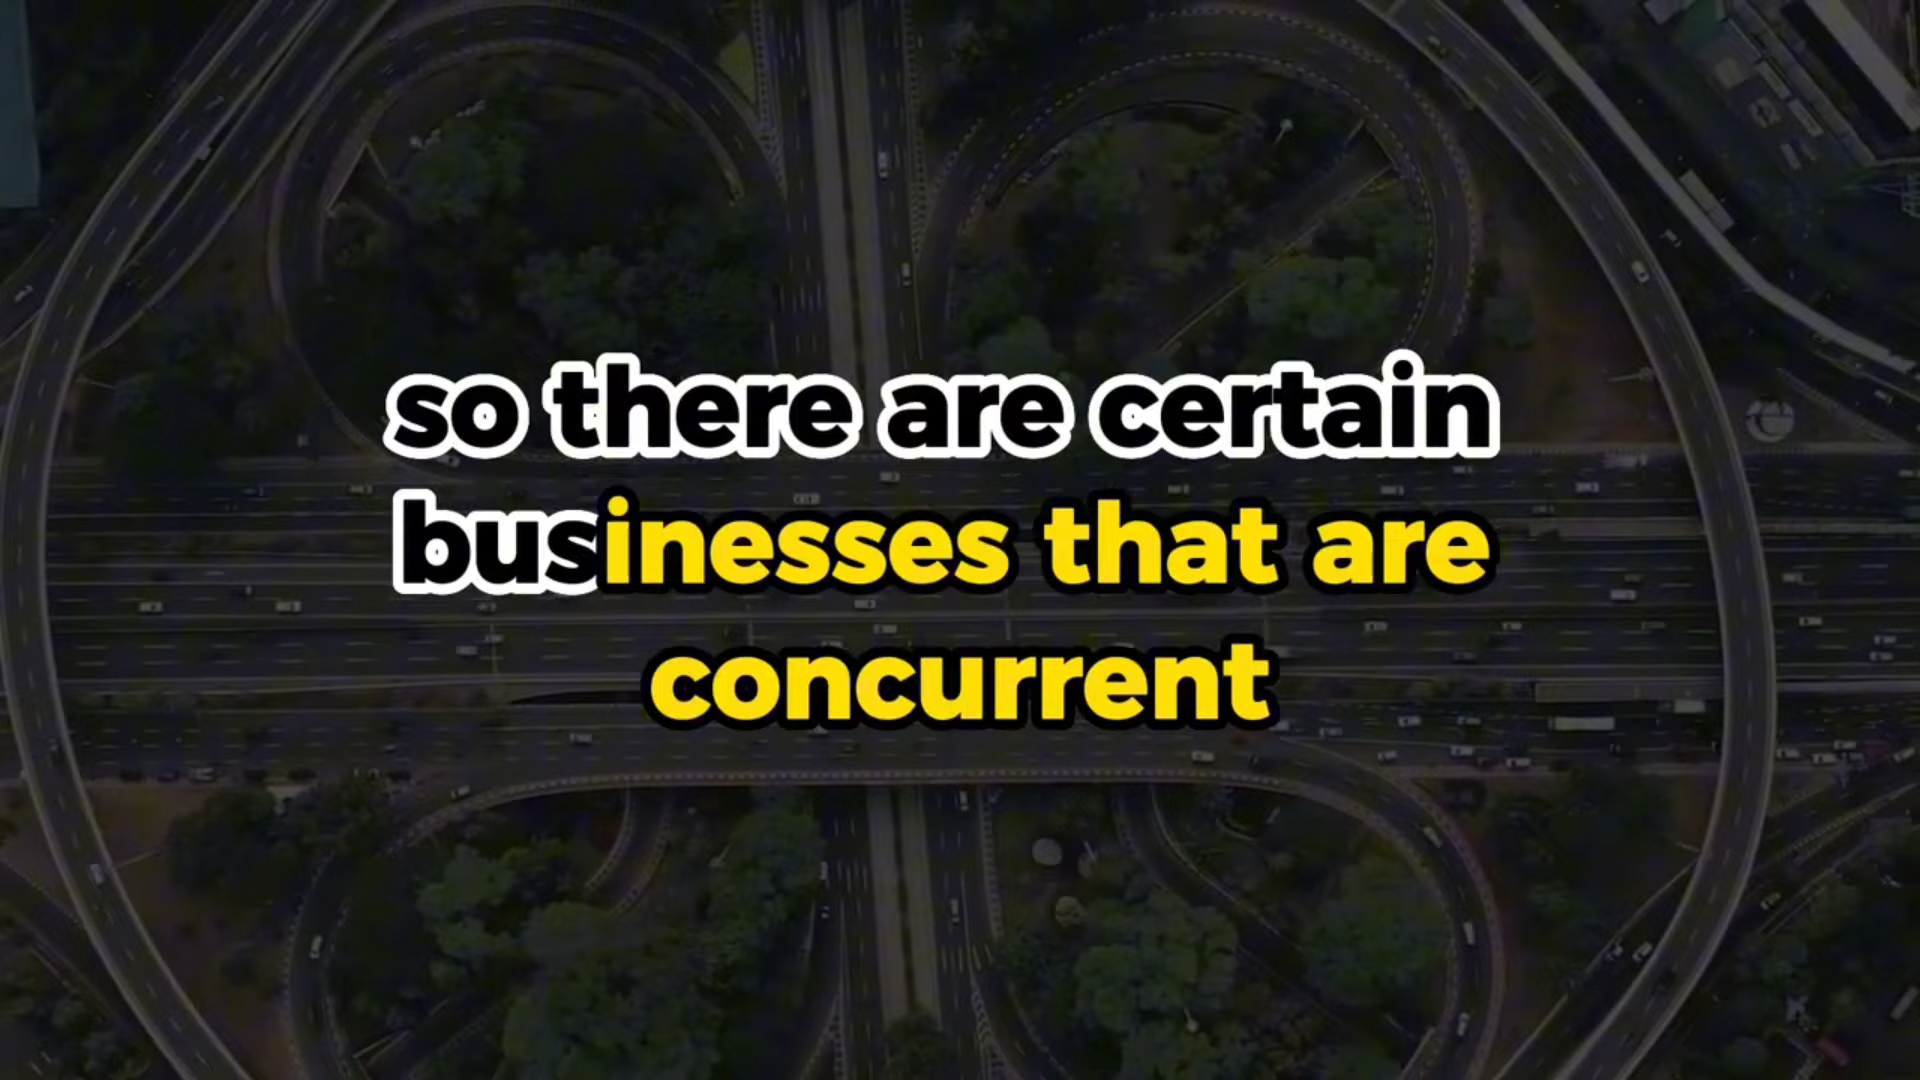 so there are certain
businesses that are
concurrent